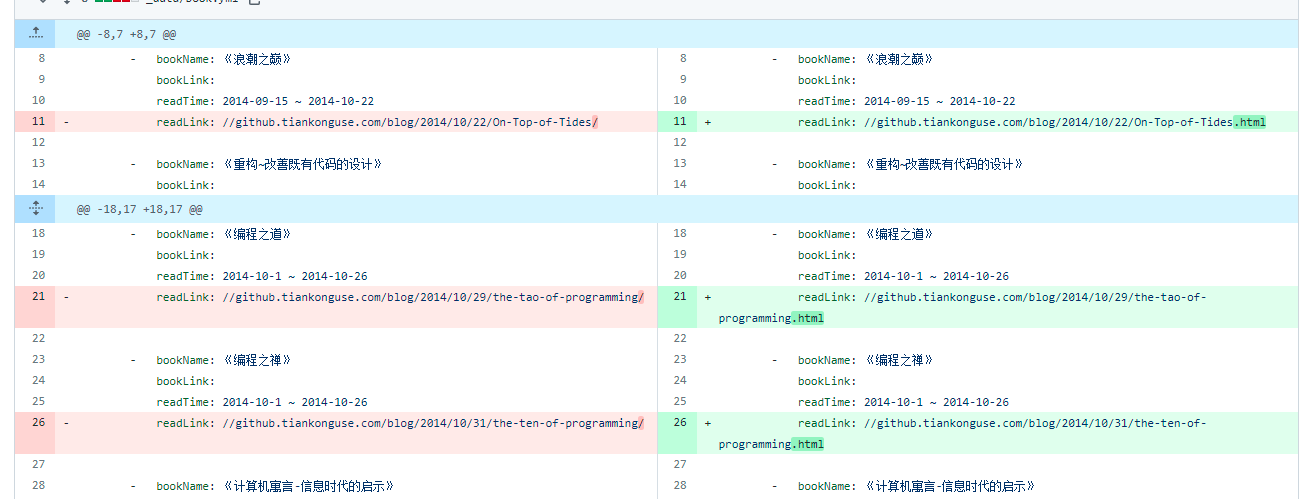 @@ -8,7 +8,7 @@
8 - bookName: 《浪潮之巅》 8 - bookName: 《浪潮之巅》
9 bookLink: 9 bookLink:
10 readTime: 2014-09-15 ~ 2014-10-22 10 readTime: 2014-09-15 ~ 2014-10-22
11 - readLink: //github.tiankonguse.com/blog/2014/10/22/On-Top-of-Tides/ 11 + readLink: //github.tiankonguse.com/blog/2014/10/22/On-Top-of-Tides.html
12 12
13 - bookName: 《重构~改善既有代码的设计》 13 - bookName: 《重构~改善既有代码的设计》
14 bookLink: 14 bookLink:
@@ -18,17 +18,17 @@
18 - bookName: 《编程之道》 18 - bookName: 《编程之道》
19 bookLink: 19 bookLink:
20 readTime: 2014-10-1 ~ 2014-10-26 20 readTime: 2014-10-1 ~ 2014-10-26
21 - readLink: //github.tiankonguse.com/blog/2014/10/29/the-tao-of-programming/ 21 + readLink: //github.tiankonguse.com/blog/2014/10/29/the-tao-of-
programming.html
22 22
23 - bookName: 《编程之禅》 23 - bookName: 《编程之禅》
24 bookLink: 24 bookLink:
25 readTime: 2014-10-1 ~ 2014-10-26 25 readTime: 2014-10-1 ~ 2014-10-26
26 - readLink: //github.tiankonguse.com/blog/2014/10/31/the-ten-of-programming/ 26 + readLink: //github.tiankonguse.com/blog/2014/10/31/the-ten-of-
programming.html
27 27
28 - bookName: 《计算机寓言-信息时代的启示》 28 - bookName: 《计算机寓言-信息时代的启示》